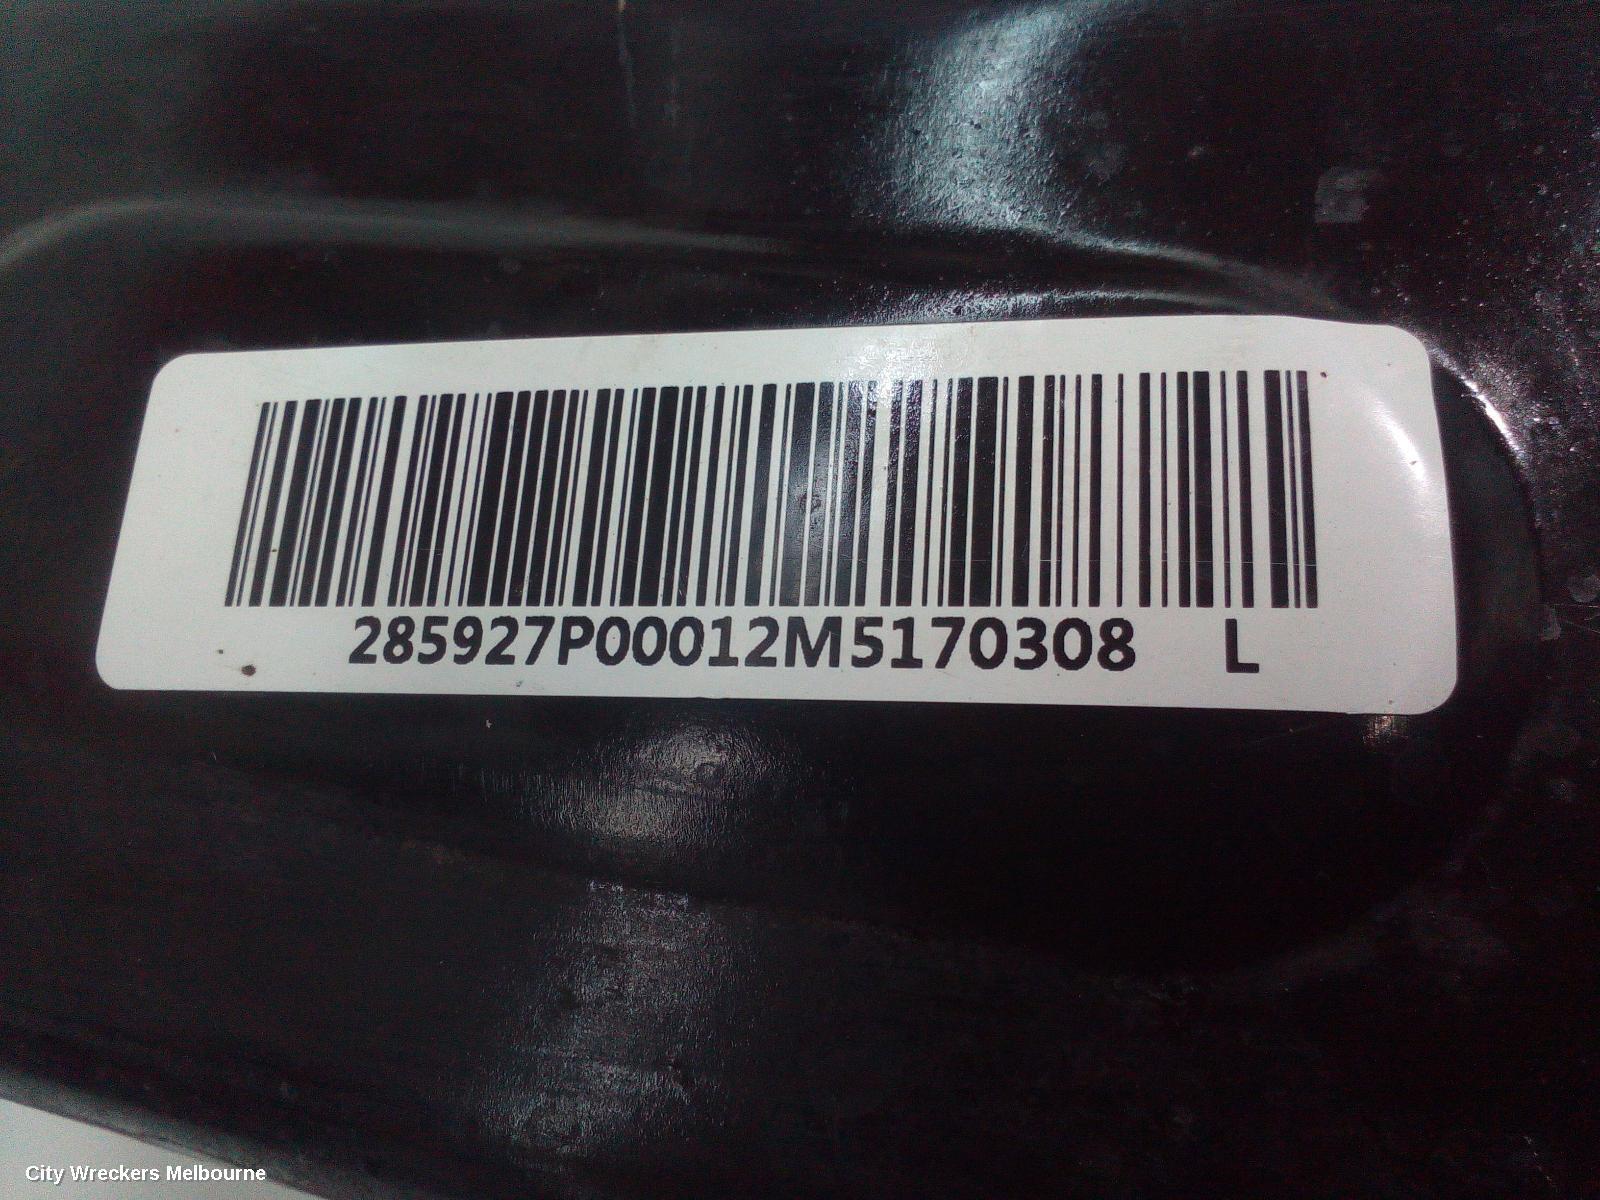 285927P00012M5170308 L
City Wreckers Melbourne